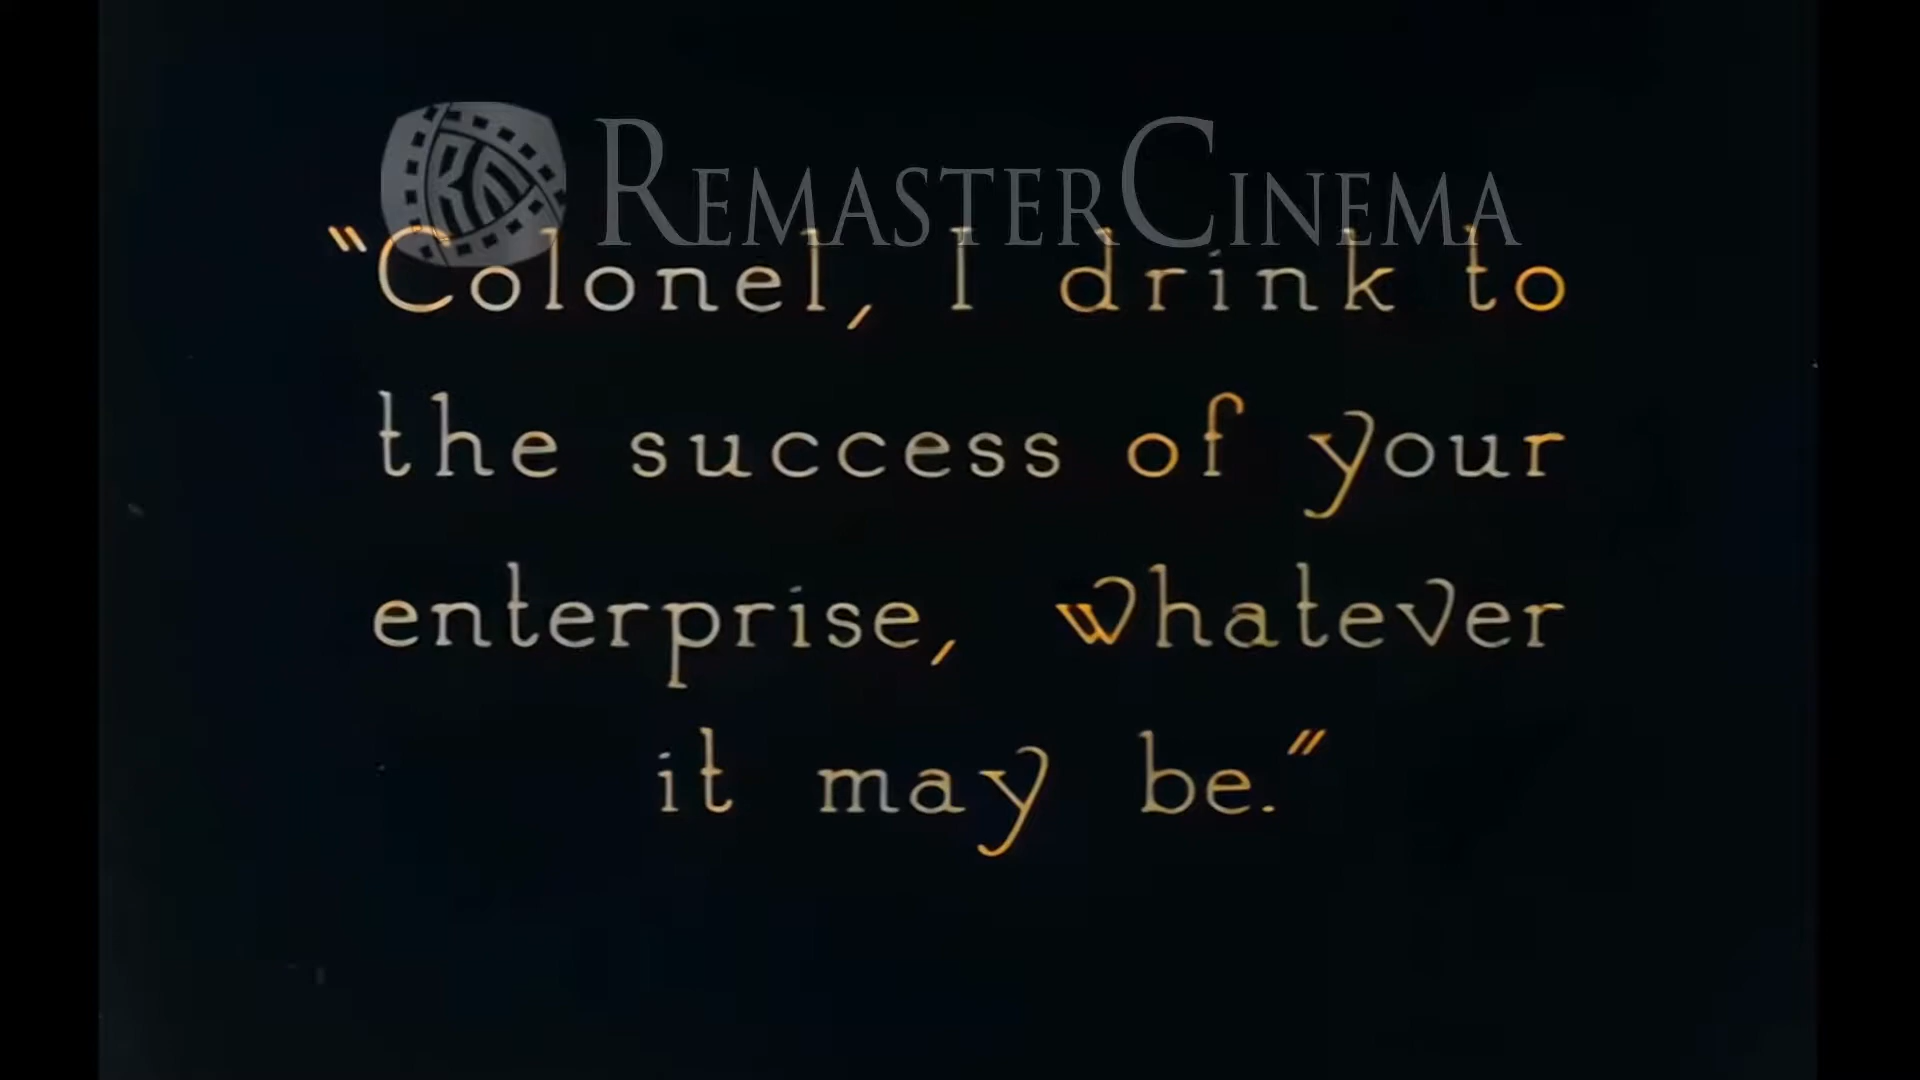 REMASTERCINEMA
"Colonel, I drink to
the success of your
enterprise, whatever
it may be."